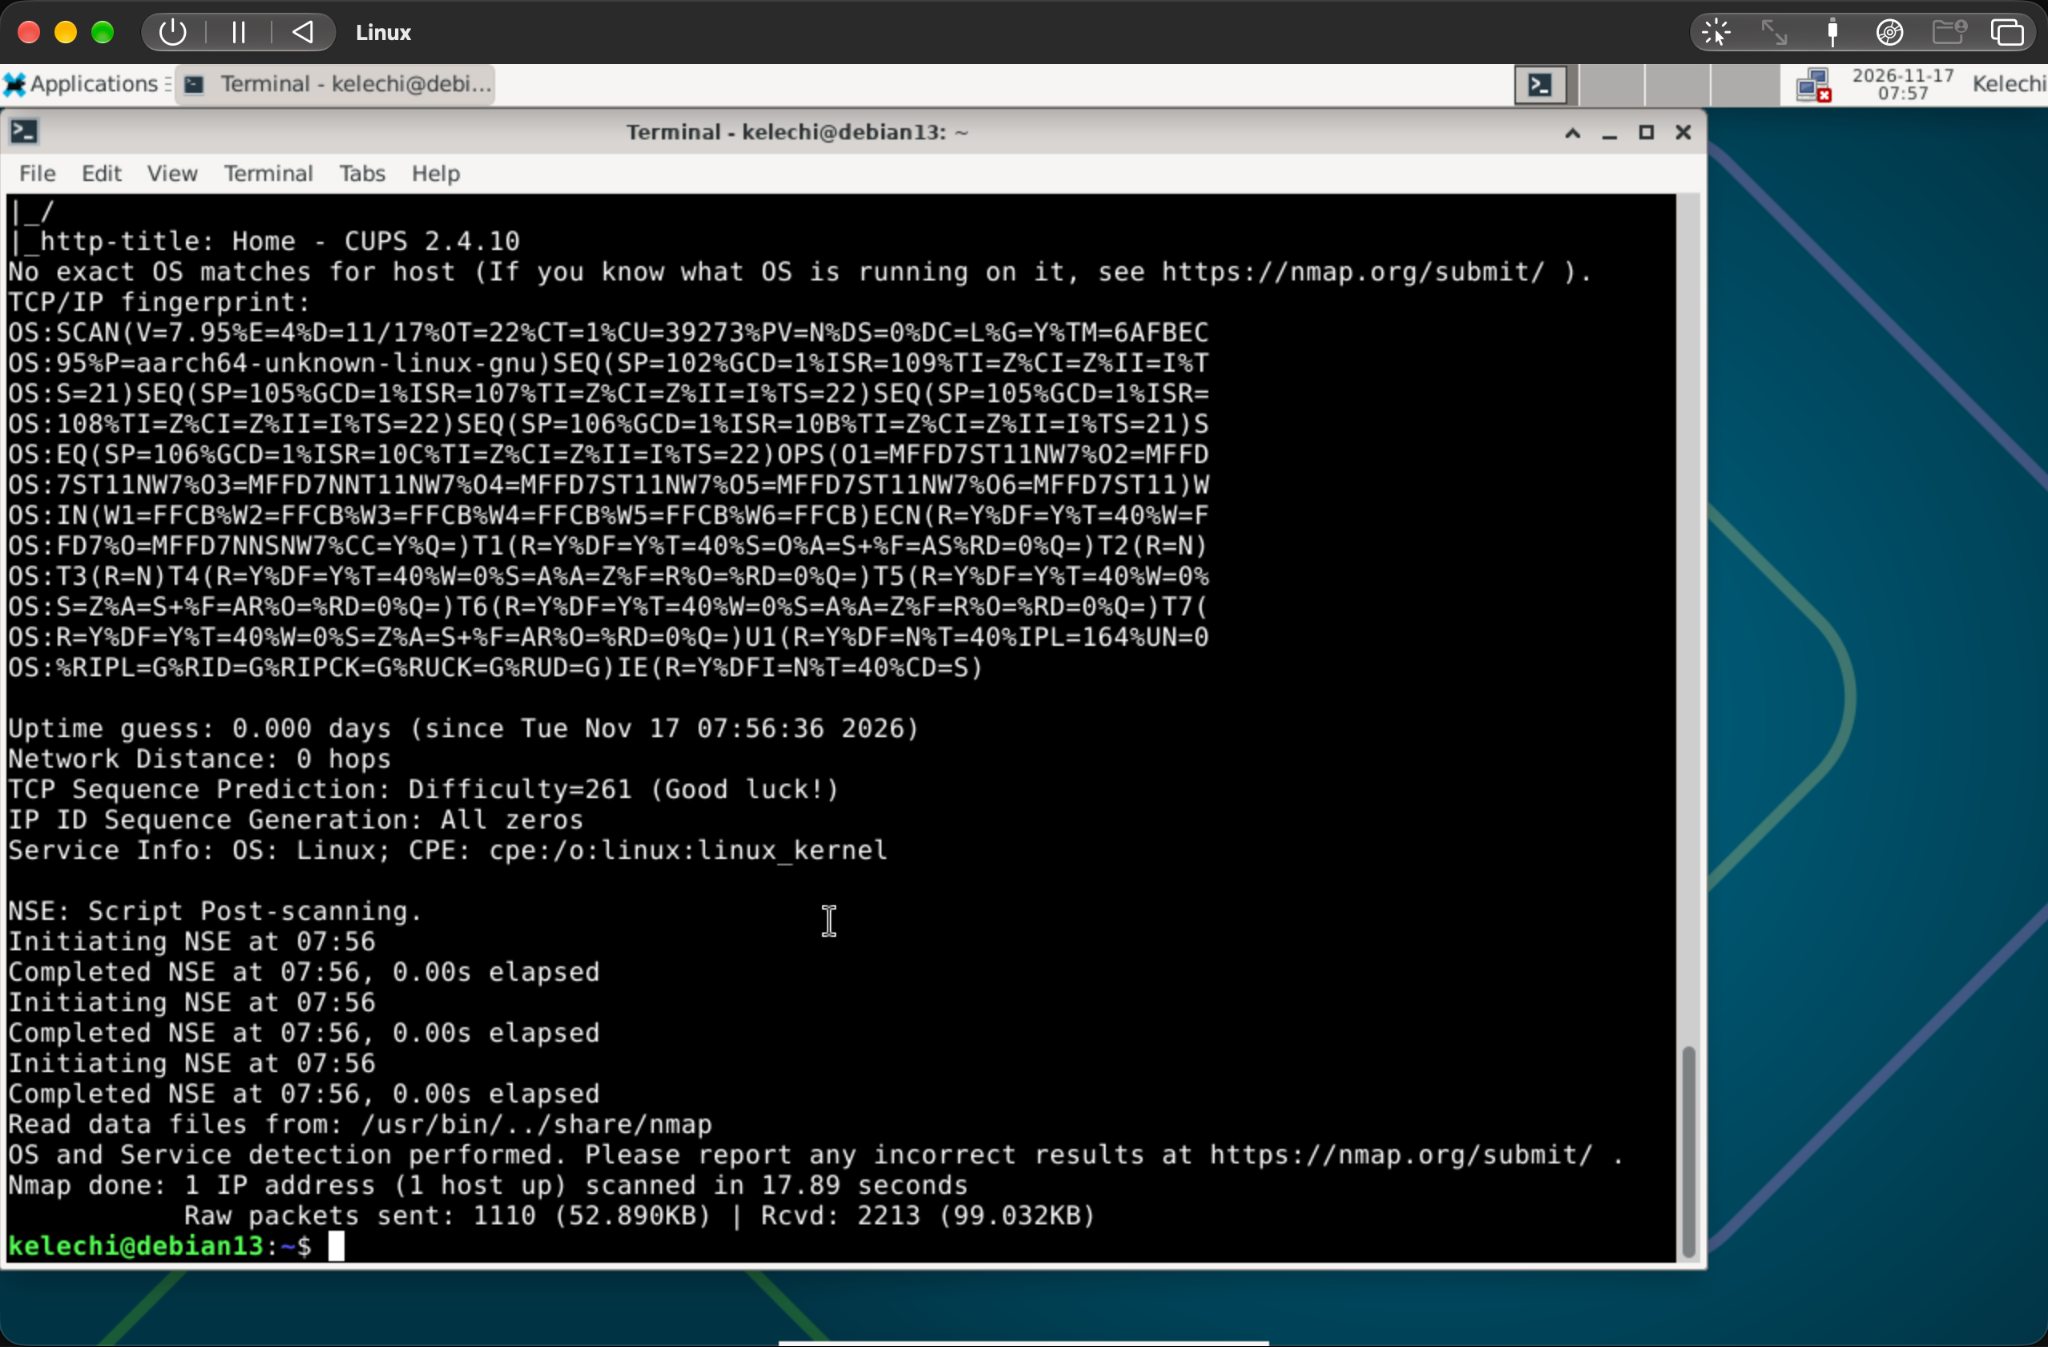 Linux
Applications
Terminal - kelechi@debi...
2026-11-17
07:57
Kelechi
Terminal - kelechi@debian13: ~
File Edit View Terminal Tabs Help
|_/
|_http-title: Home - CUPS 2.4.10
No exact OS matches for host (If you know what OS is running on it, see https://nmap.org/submit/ ).
TCP/IP fingerprint:
OS:SCAN(V=7.95%E=4%D=11/17%OT=22%CT=1%CU=39273%PV=N%DS=0%DC=L%G=Y%TM=6AFBEC
OS:95%P=aarch64-unknown-linux-gnu)SEQ(SP=102%GCD=1%ISR=109%TI=Z%CI=Z%II=I%T
OS:S=21)SEQ(SP=105%GCD=1%ISR=107%TI=Z%CI=Z%II=I%TS=22)SEQ(SP=105%GCD=1%ISR=
OS:108%TI=Z%CI=Z%II=I%TS=22)SEQ(SP=106%GCD=1%ISR=10B%TI=Z%CI=Z%II=I%TS=21)S
OS:EQ(SP=106%GCD=1%ISR=10C%TI=Z%CI=Z%II=I%TS=22)OPS(O1=MFFD7ST11NW7%O2=MFFD
OS:7ST11NW7%O3=MFFD7NNT11NW7%O4=MFFD7ST11NW7%O5=MFFD7ST11NW7%O6=MFFD7ST11)W
OS:IN(W1=FFCB%W2=FFCB%W3=FFCB%W4=FFCB%W5=FFCB%W6=FFCB)ECN(R=Y%DF=Y%T=40%W=F
OS:FD7%O=MFFD7NNSNW7%CC=Y%Q=)T1(R=Y%DF=Y%T=40%S=O%A=S+%F=AS%RD=0%Q=)T2(R=N)
OS:T3(R=N)T4(R=Y%DF=Y%T=40%W=0%S=A%A=Z%F=R%O=%RD=0%Q=)T5(R=Y%DF=Y%T=40%W=0%
OS:S=Z%A=S+%F=AR%O=%RD=0%Q=)T6(R=Y%DF=Y%T=40%W=0%S=A%A=Z%F=R%O=%RD=0%Q=)T7(
OS:R=Y%DF=Y%T=40%W=0%S=Z%A=S+%F=AR%O=%RD=0%Q=)U1(R=Y%DF=N%T=40%IPL=164%UN=0
OS:%RIPL=G%RID=G%RIPCK=G%RUCK=G%RUD=G)IE(R=Y%DFI=N%T=40%CD=S)
Uptime guess: 0.000 days (since Tue Nov 17 07:56:36 2026)
Network Distance: 0 hops
TCP Sequence Prediction: Difficulty=261 (Good luck!)
IP ID Sequence Generation: All zeros
Service Info: OS: Linux; CPE: cpe:/o:linux:linux_kernel
NSE: Script Post-scanning.
Initiating NSE at 07:56
Completed NSE at 07:56, 0.00s elapsed
Initiating NSE at 07:56
Completed NSE at 07:56, 0.00s elapsed
Initiating NSE at 07:56
Completed NSE at 07:56, 0.00s elapsed
Read data files from: /usr/bin/../share/nmap
OS and Service detection performed. Please report any incorrect results at https://nmap.org/submit/ .
Nmap done: 1 IP address (1 host up) scanned in 17.89 seconds
Raw packets sent: 1110 (52.890KB) | Rcvd: 2213 (99.032KB)
kelechi@debian13:~$